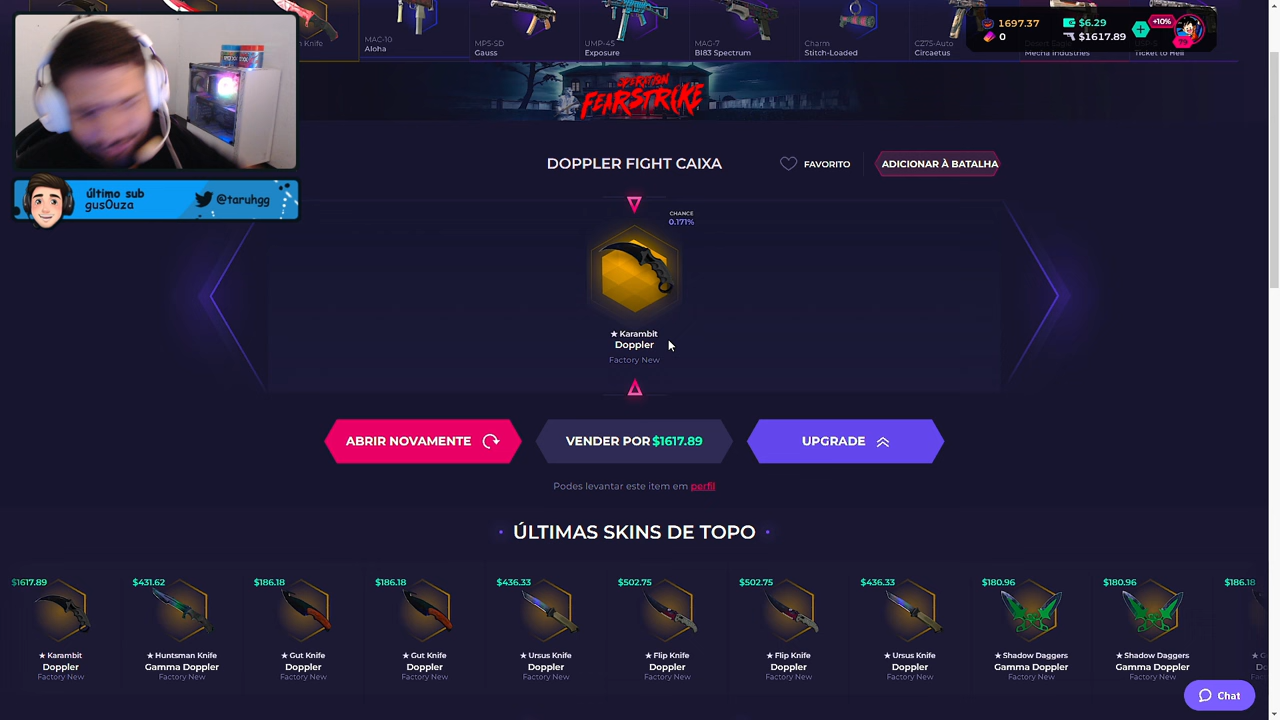 Knife
MAC-10
Aloha
MP5-SD
Gauss
UMP-45
Exposure
MAG-7
BI83 Spectrum
Charm
Stitch-Loaded
CZ75-Auto
Circaetus
Mecha Industries
Ticket to Hell
1697.37
0
$6.29
$1617.89
+10%
OPERATION
FEARSTRIKE
último sub
gus0uza
@taruhgg
DOPPLER FIGHT CAIXA
FAVORITO
ADICIONAR À BATALHA
CHANCE
0.171%
★ Karambit
Doppler
Factory New
ABRIR NOVAMENTE
VENDER POR $1617.89
UPGRADE
Podes levantar este item em perfil
• ÚLTIMAS SKINS DE TOPO •
$1617.89
★ Karambit
Doppler
Factory New
$431.62
★ Huntsman Knife
Gamma Doppler
Factory New
$186.18
★ Gut Knife
Doppler
Factory New
$186.18
★ Gut Knife
Doppler
Factory New
$436.33
★ Ursus Knife
Doppler
Factory New
$502.75
★ Flip Knife
Doppler
Factory New
$502.75
★ Flip Knife
Doppler
Factory New
$436.33
★ Ursus Knife
Doppler
Factory New
$180.96
★ Shadow Daggers
Gamma Doppler
Factory New
$180.96
★ Shadow Daggers
Gamma Doppler
Factory New
$186.18
Chat